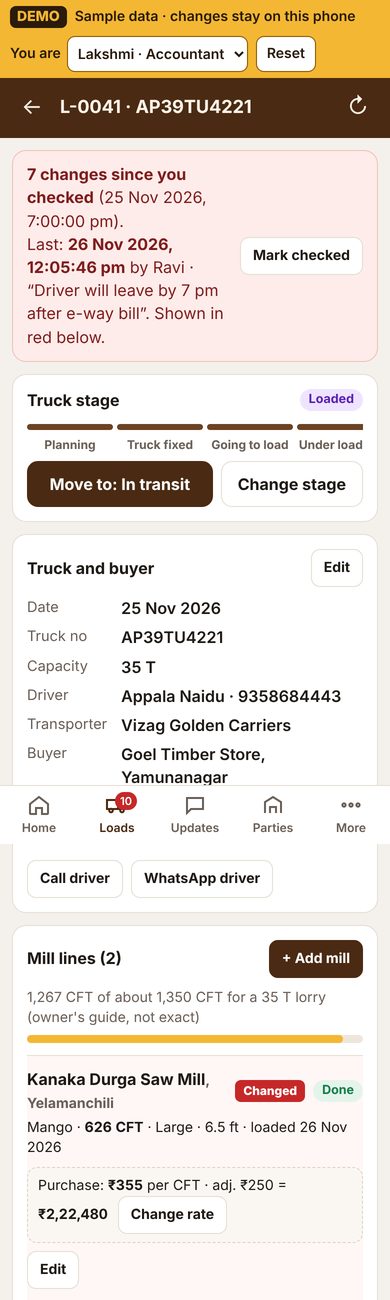 DEMO Sample data · changes stay on this phone
You are Lakshmi · Accountant Reset
L-0041 · AP39TU4221
7 changes since you
checked (25 Nov 2026,
7:00:00 pm).
Last: 26 Nov 2026,
12:05:46 pm by Ravi ·
“Driver will leave by 7 pm
after e-way bill”. Shown in
red below.
Mark checked
Truck stage Loaded
Planning Truck fixed Going to load Under load
Move to: In transit Change stage
Truck and buyer Edit
Date 25 Nov 2026
Truck no AP39TU4221
Capacity 35 T
Driver Appala Naidu · 9358684443
Transporter Vizag Golden Carriers
Buyer Goel Timber Store,
Yamunanagar
10
Home Loads Updates Parties More
Call driver WhatsApp driver
Mill lines (2) + Add mill
1,267 CFT of about 1,350 CFT for a 35 T lorry
(owner's guide, not exact)
Kanaka Durga Saw Mill,
Yelamanchili
Changed Done
Mango · 626 CFT · Large · 6.5 ft · loaded 26 Nov
2026
Purchase: ₹355 per CFT · adj. ₹250 =
₹2,22,480 Change rate
Edit